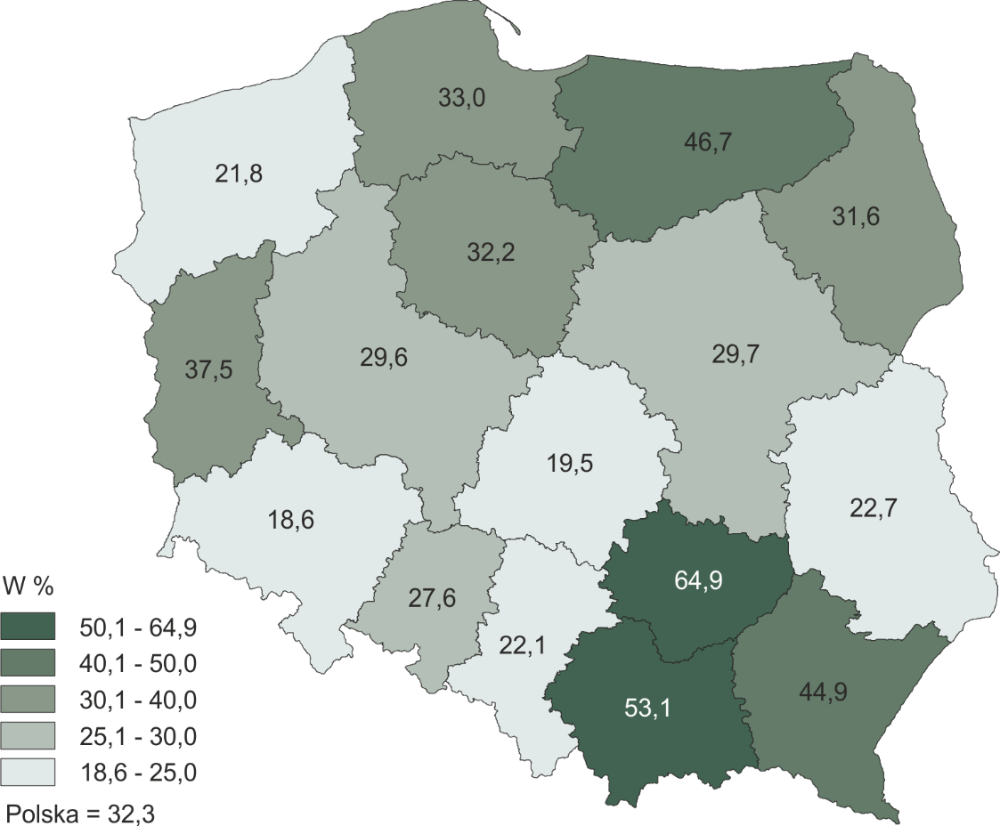 33,0
46,7
21,8
31,6
32,2
29,6
29,7
37,5
19,5
22,7
18,6
64,9
27,6
22,1
44,9
53,1
W %
50,1 - 64,9
40,1 - 50,0
30,1 - 40,0
25,1 - 30,0
18,6 - 25,0
Polska = 32,3